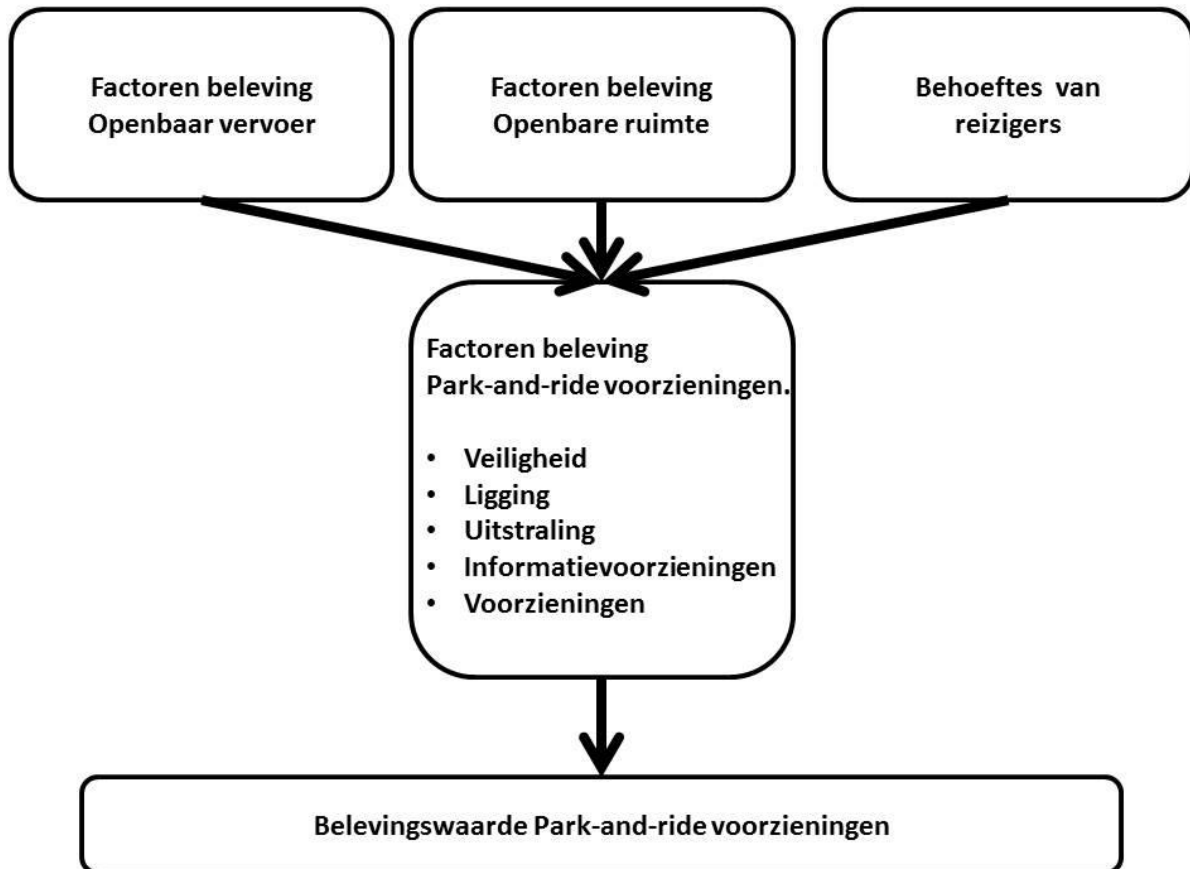 Factoren beleving
Openbaar vervoer
Factoren beleving
Openbare ruimte
Behoeftes van
reizigers
Factoren beleving
Park-and-ride voorzieningen.
• Veiligheid
• Ligging
• Uitstraling
• Informatievoorzieningen
• Voorzieningen
Belevingswaarde Park-and-ride voorzieningen